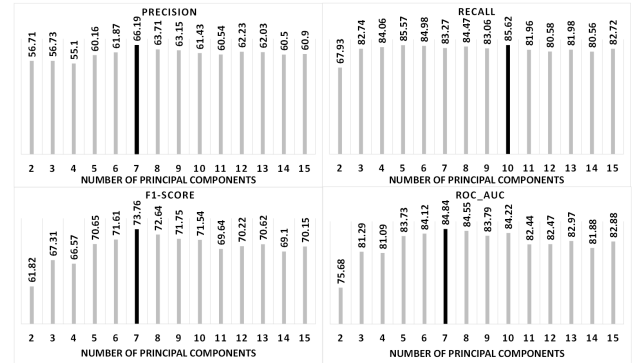 PRECISION
56.71 56.73 55.1 60.16 61.87 66.19 63.71 63.15 61.43 60.54 62.23 62.03 60.5 60.9
2 3 4 5 6 7 8 9 10 11 12 13 14 15
NUMBER OF PRINCIPAL COMPONENTS
RECALL
67.93 82.74 84.06 85.57 84.98 83.27 84.47 83.06 85.62 81.96 80.58 81.98 80.56 82.72
2 3 4 5 6 7 8 9 10 11 12 13 14 15
NUMBER OF PRINCIPAL COMPONENTS
F1-SCORE
61.82 67.31 66.57 70.65 71.61 73.76 72.64 71.75 71.54 69.64 70.22 70.62 69.1 70.15
2 3 4 5 6 7 8 9 10 11 12 13 14 15
NUMBER OF PRINCIPAL COMPONENTS
ROC_AUC
75.68 81.29 81.09 83.73 84.12 84.84 84.55 83.79 84.22 82.44 82.47 82.97 81.88 82.88
2 3 4 5 6 7 8 9 10 11 12 13 14 15
NUMBER OF PRINCIPAL COMPONENTS